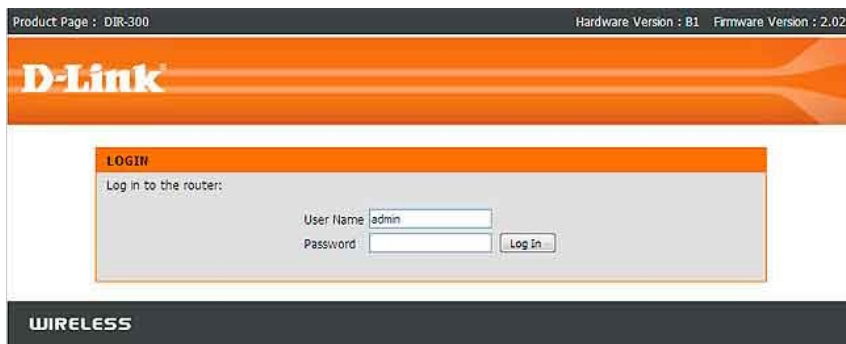 Product Page : DIR-300 Hardware Version : B1 Firmware Version : 2.02
D-Link
LOGIN
Log in to the router:
User Name admin
Password Log In
WIRELESS